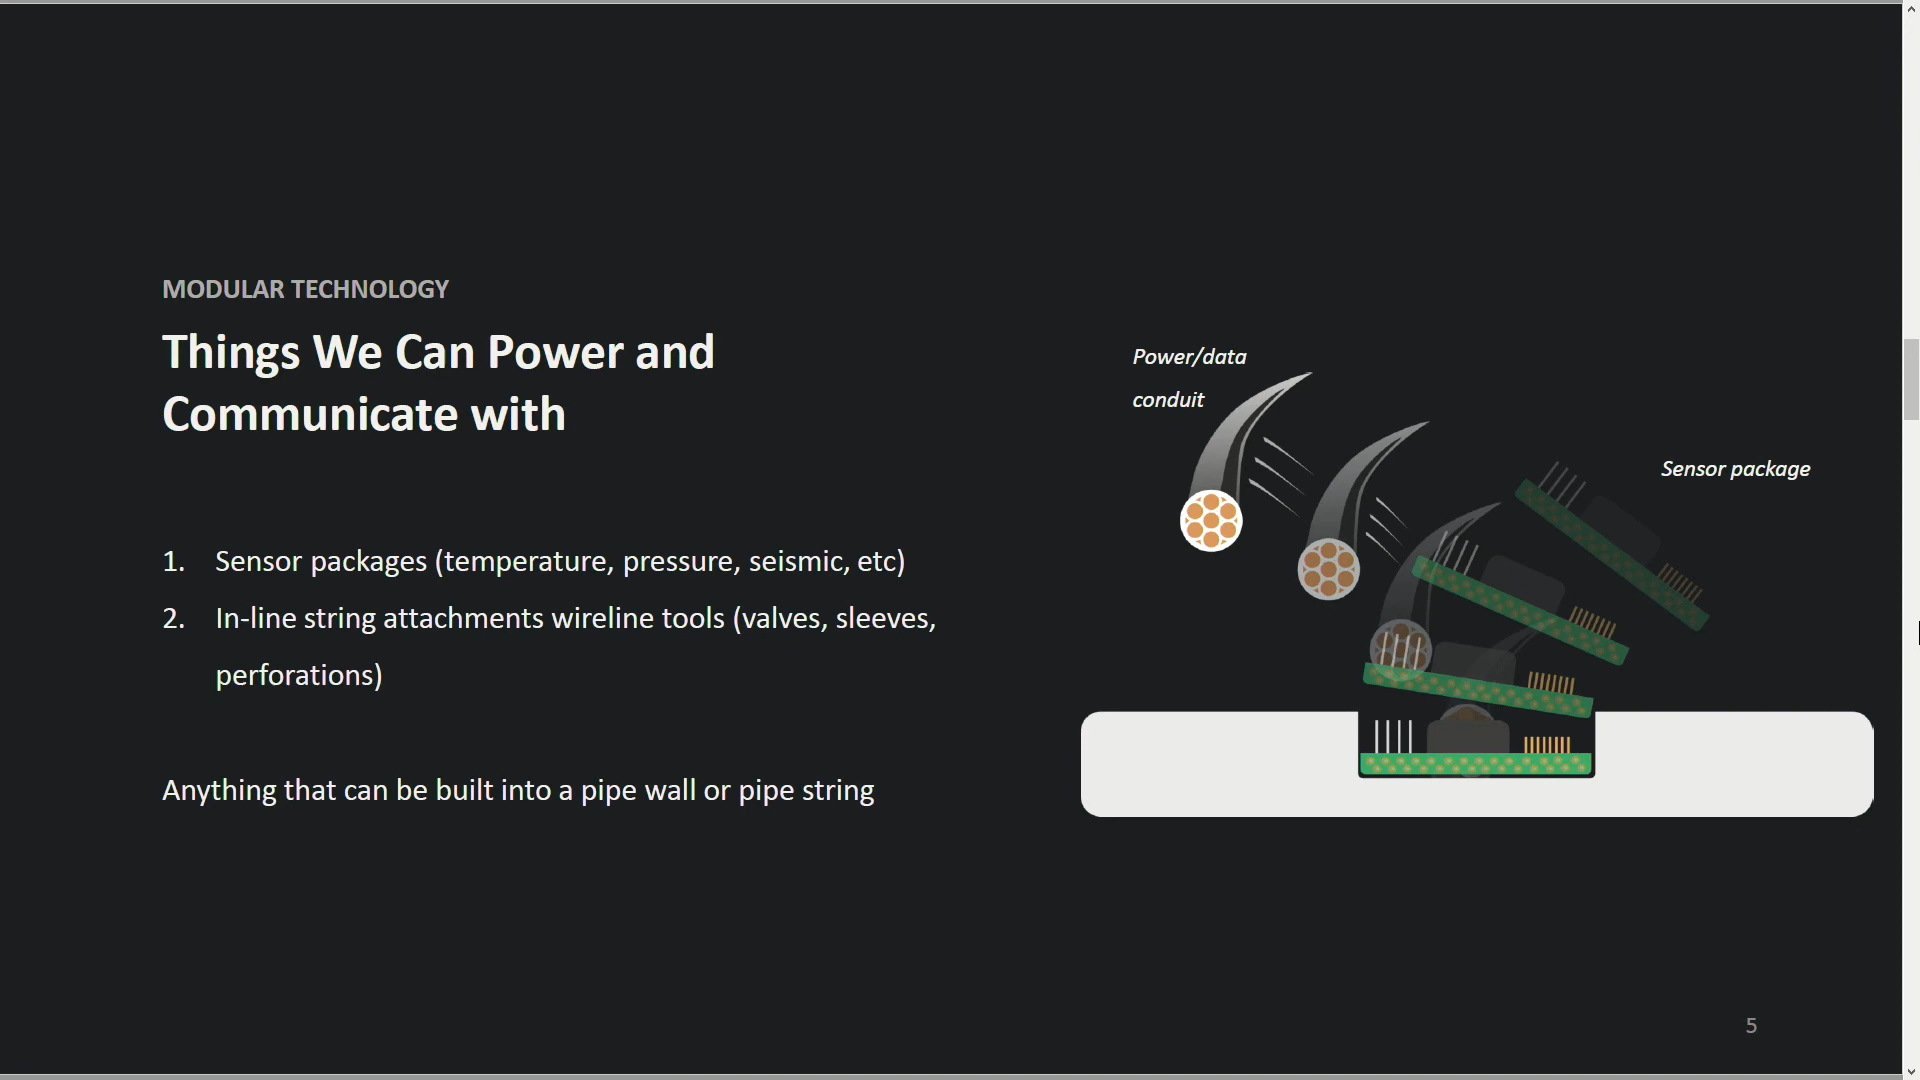 MODULAR TECHNOLOGY
Things We Can Power and
Communicate with
1. Sensor packages (temperature, pressure, seismic, etc)
2. In-line string attachments wireline tools (valves, sleeves,
perforations)
Anything that can be built into a pipe wall or pipe string
Power/data
conduit
Sensor package
5